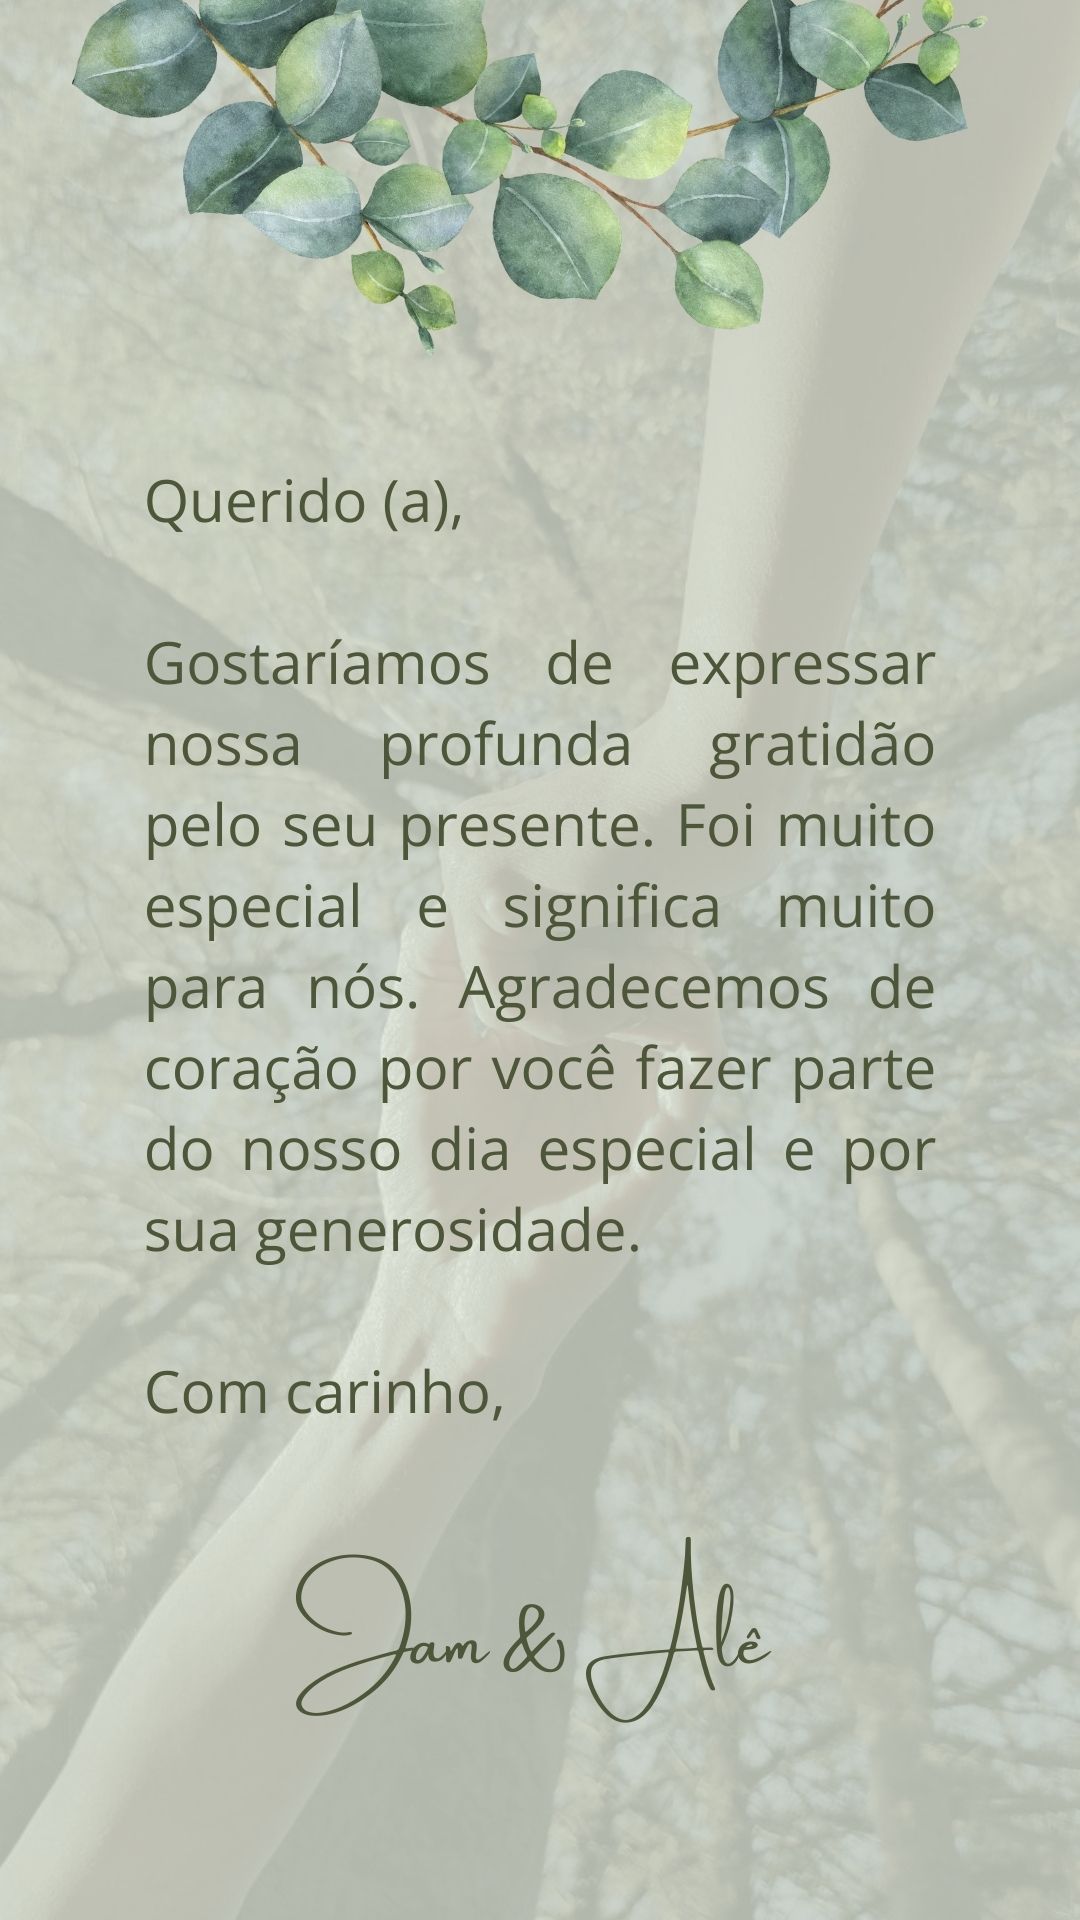 Querido (a),
Gostaríamos de expressar
nossa profunda gratidão
pelo seu presente. Foi muito
especial e significa muito
para nós. Agradecemos de
coração por você fazer parte
do nosso dia especial e por
sua generosidade.
Com carinho,
Jam & Alê